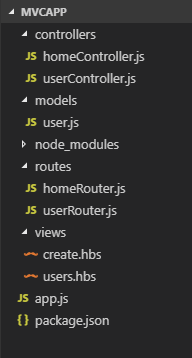 MVCAPP
controllers
JS homeController.js
JS userController.js
models
JS user.js
node_modules
routes
JS homeRouter.js
JS userRouter.js
views
create.hbs
users.hbs
JS app.js
{} package.json